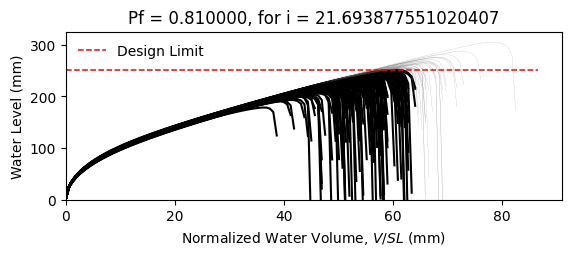 Pf = 0.810000, for i = 21.693877551020407
Design Limit
Water Level (mm)
300
200
100
0
0 20 40 60 80
Normalized Water Volume, V/SL (mm)